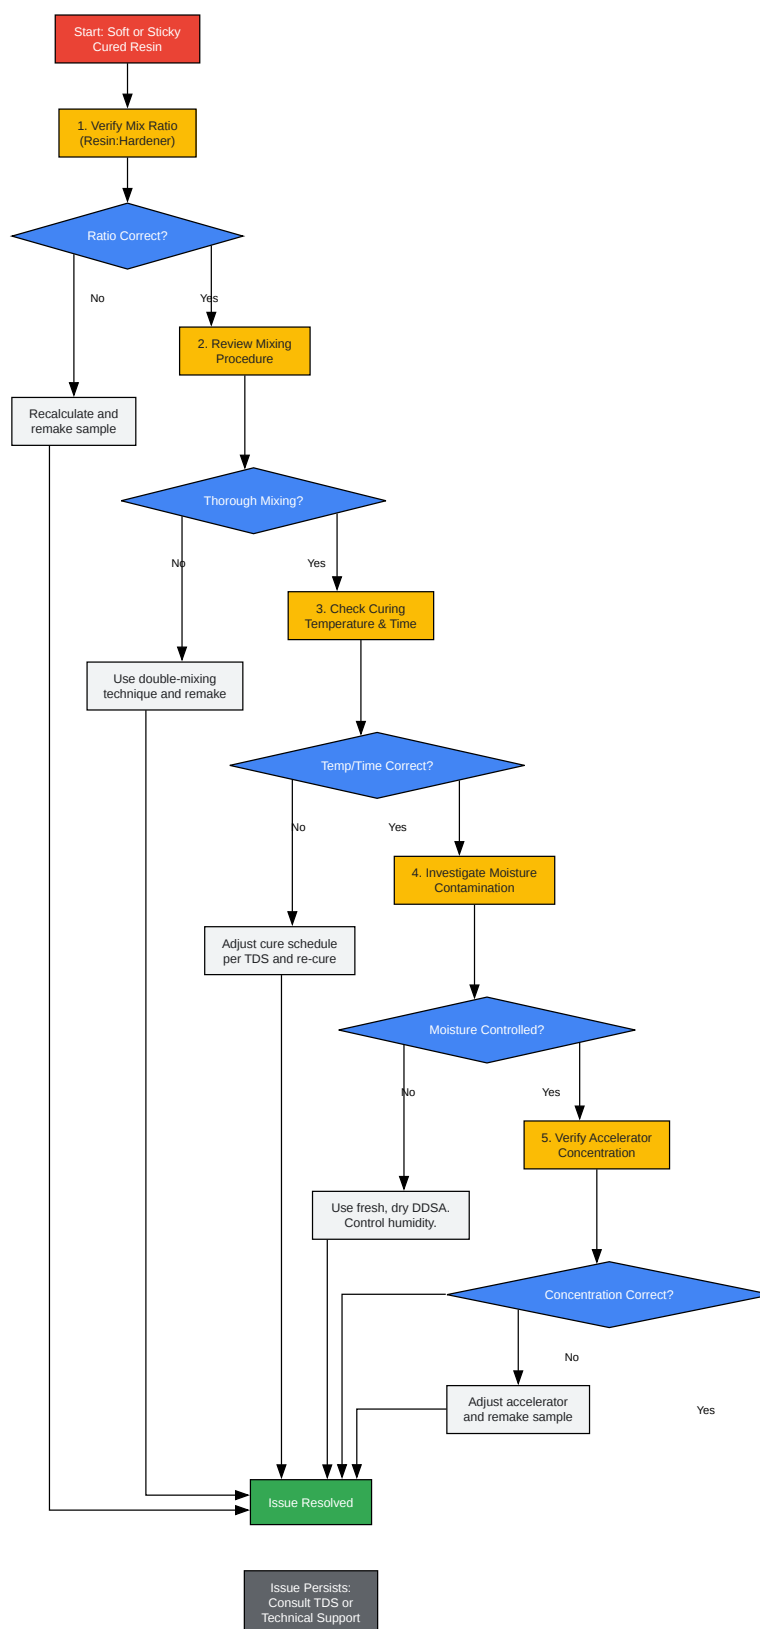 Start: Soft or Sticky
Cured Resin
1. Verify Mix Ratio
(Resin:Hardener)
Ratio Correct?
No
Yes
2. Review Mixing
Procedure
Recalculate and
remake sample
Thorough Mixing?
No
Yes
3. Check Curing
Temperature & Time
Use double-mixing
technique and remake
Temp/Time Correct?
No
Yes
4. Investigate Moisture
Contamination
Adjust cure schedule
per TDS and re-cure
Moisture Controlled?
No
Yes
5. Verify Accelerator
Concentration
Use fresh, dry DDSA.
Control humidity.
Concentration Correct?
No
Adjust accelerator
and remake sample
Yes
Issue Resolved
Issue Persists:
Consult TDS or
Technical Support